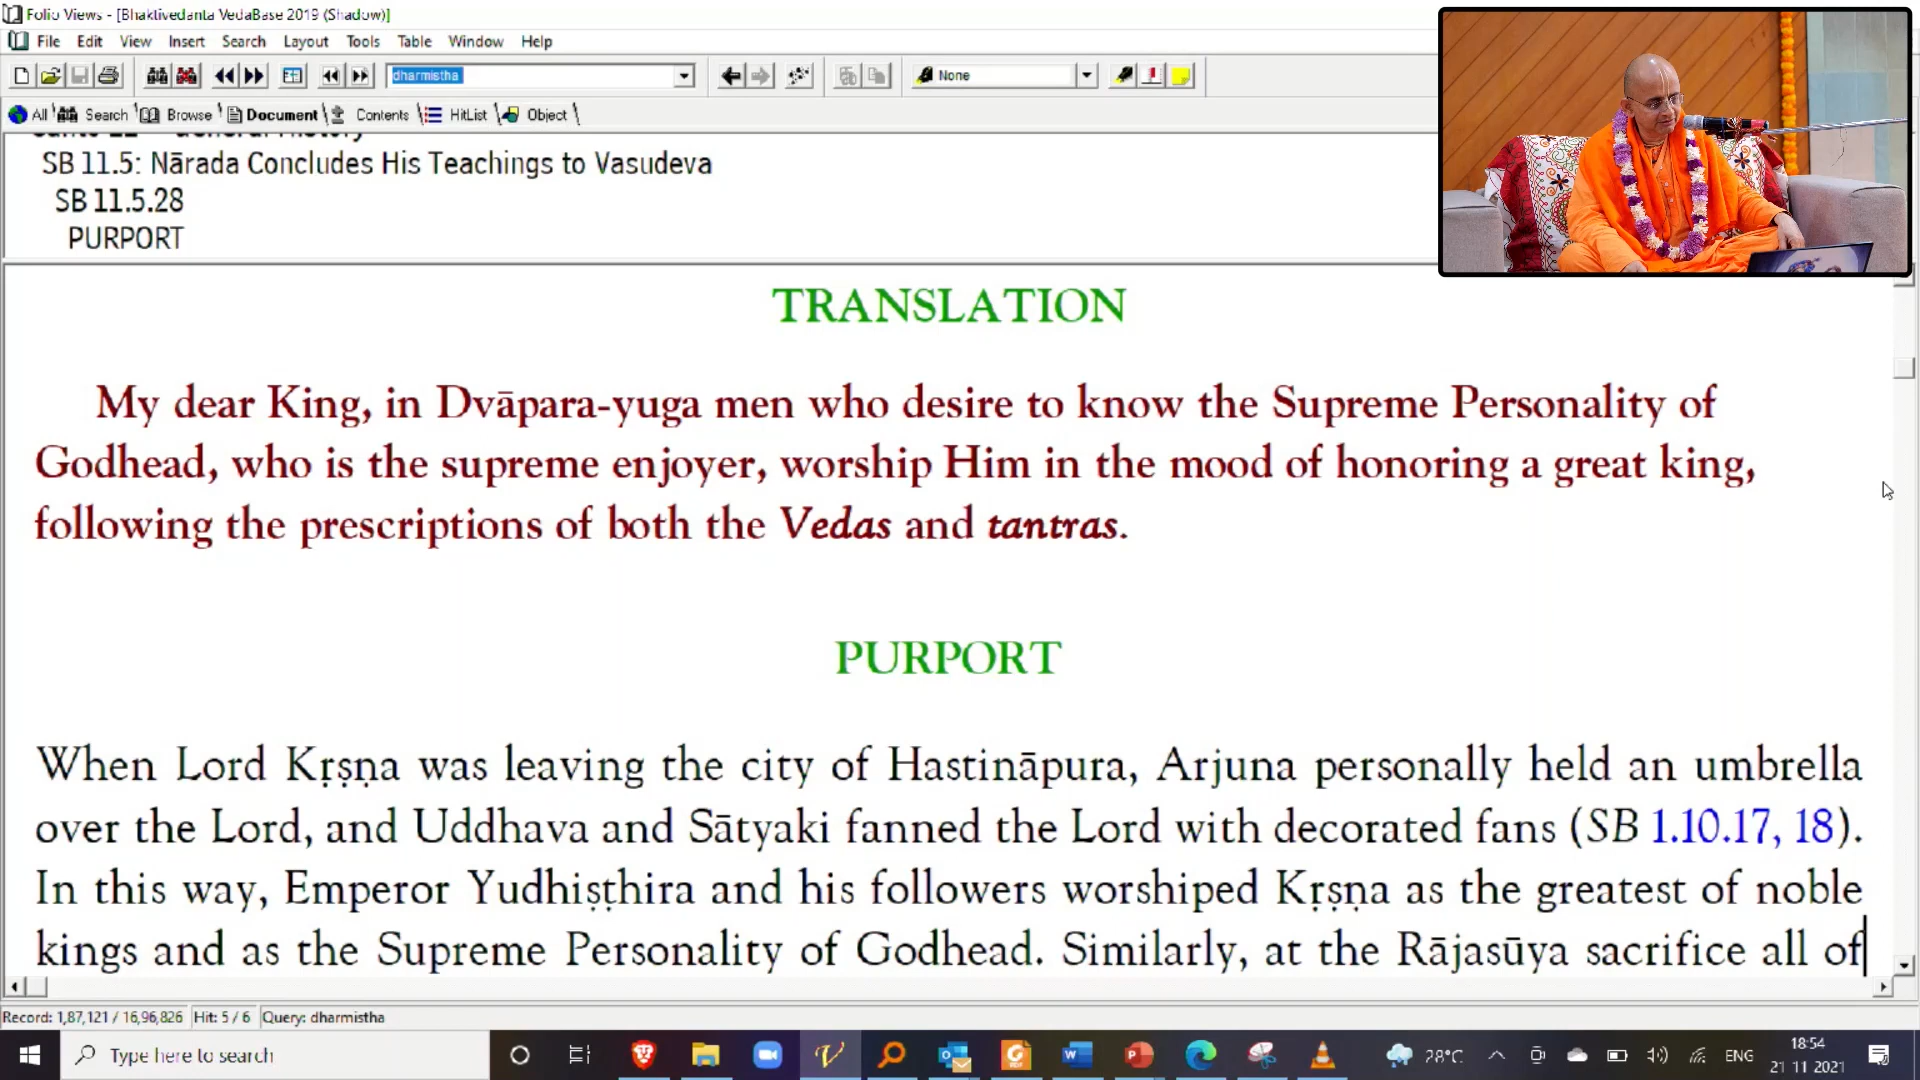 Folio Views - [Bhaktivedanta VedaBase 2019 (Shadow)]
File Edit View Insert Search Layout Tools Table Window Help
dharmistha
None
All Search Browse Document Contents HitList Object
SB 11.5: Nārada Concludes His Teachings to Vasudeva
SB 11.5.28
PURPORT
TRANSLATION
My dear King, in Dvāpara-yuga men who desire to know the Supreme Personality of
Godhead, who is the supreme enjoyer, worship Him in the mood of honoring a great king,
following the prescriptions of both the Vedas and tantras.
PURPORT
When Lord Kṛṣṇa was leaving the city of Hastināpura, Arjuna personally held an umbrella
over the Lord, and Uddhava and Sātyaki fanned the Lord with decorated fans (SB 1.10.17, 18).
In this way, Emperor Yudhiṣṭhira and his followers worshiped Kṛṣṇa as the greatest of noble
kings and as the Supreme Personality of Godhead. Similarly, at the Rājasūya sacrifice all of
Record: 1,87,121 / 16,96,826 Hit: 5 / 6 Query: dharmistha
Type here to search
28°C
ENG
18:54
21-11-2021